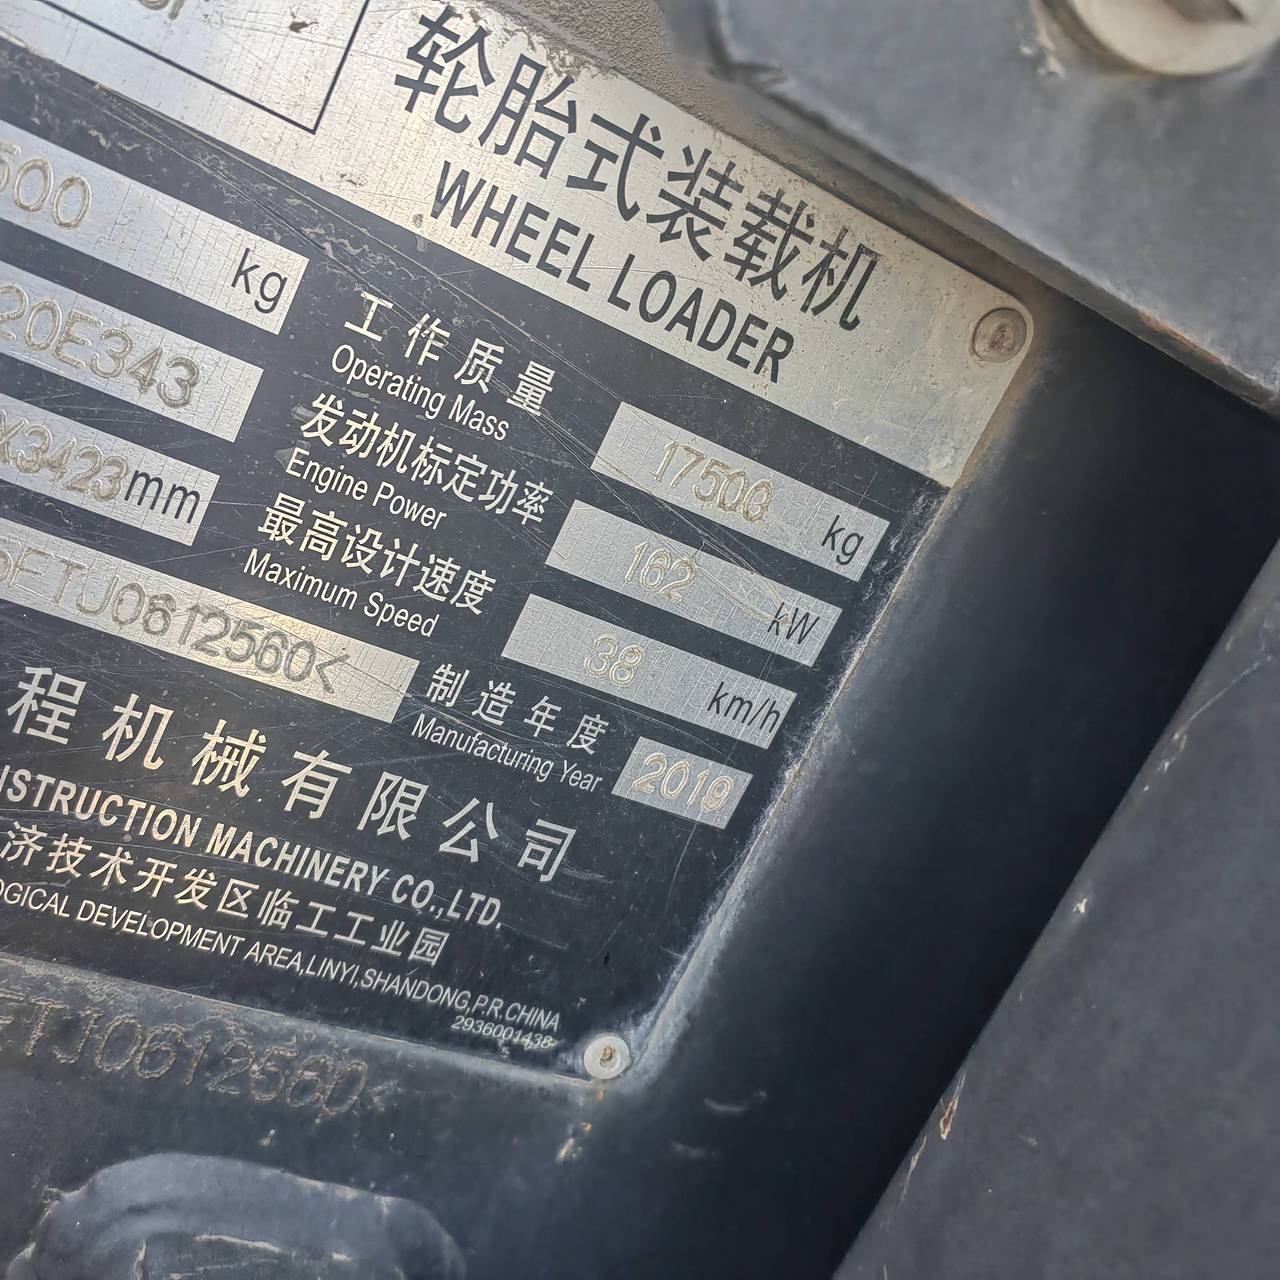 轮胎式装载机
WHEEL LOADER
500 kg
20E343
X3423mm
FTJ0612560<
工作质量
Operating Mass
17500 kg
发动机标定功率
Engine Power
162 kW
最高设计速度
Maximum Speed
38 km/h
制造年度
Manufacturing Year
2019
程机械有限公司
NSTRUCTION MACHINERY CO.,LTD.
济技术开发区临工工业园
OGICAL DEVELOPMENT AREA,LINYI,SHANDONG,P.R.CHINA
2936001438
FTJ0612560<